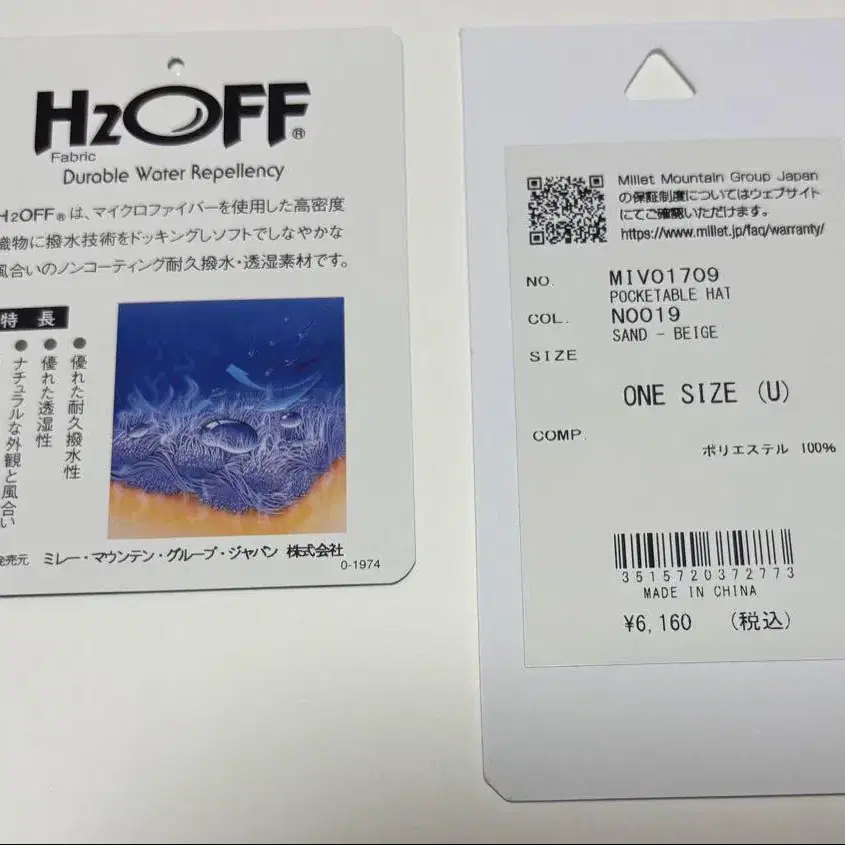 H2OFF®
Fabric
Durable Water Repellency
H2OFF®は、マイクロファイバーを使用した高密度
織物に撥水技術をドッキングしソフトでしなやかな
風合いのノンコーティング耐久撥水・透湿素材です。
特長
●優れた耐久撥水性
●優れた透湿性
●ナチュラルな外観と風合い
発売元 ミレー・マウンテン・グループ・ジャパン 株式会社
0-1974
Millet Mountain Group Japan
の保証制度についてはウェブサイト
にてご確認いただけます。
https://www.millet.jp/faq/warranty/
NO. MIV01709
POCKETABLE HAT
COL. N0019
SAND - BEIGE
SIZE
ONE SIZE (U)
COMP.
ポリエステル 100%
3515720372773
MADE IN CHINA
¥6,160 (税込)